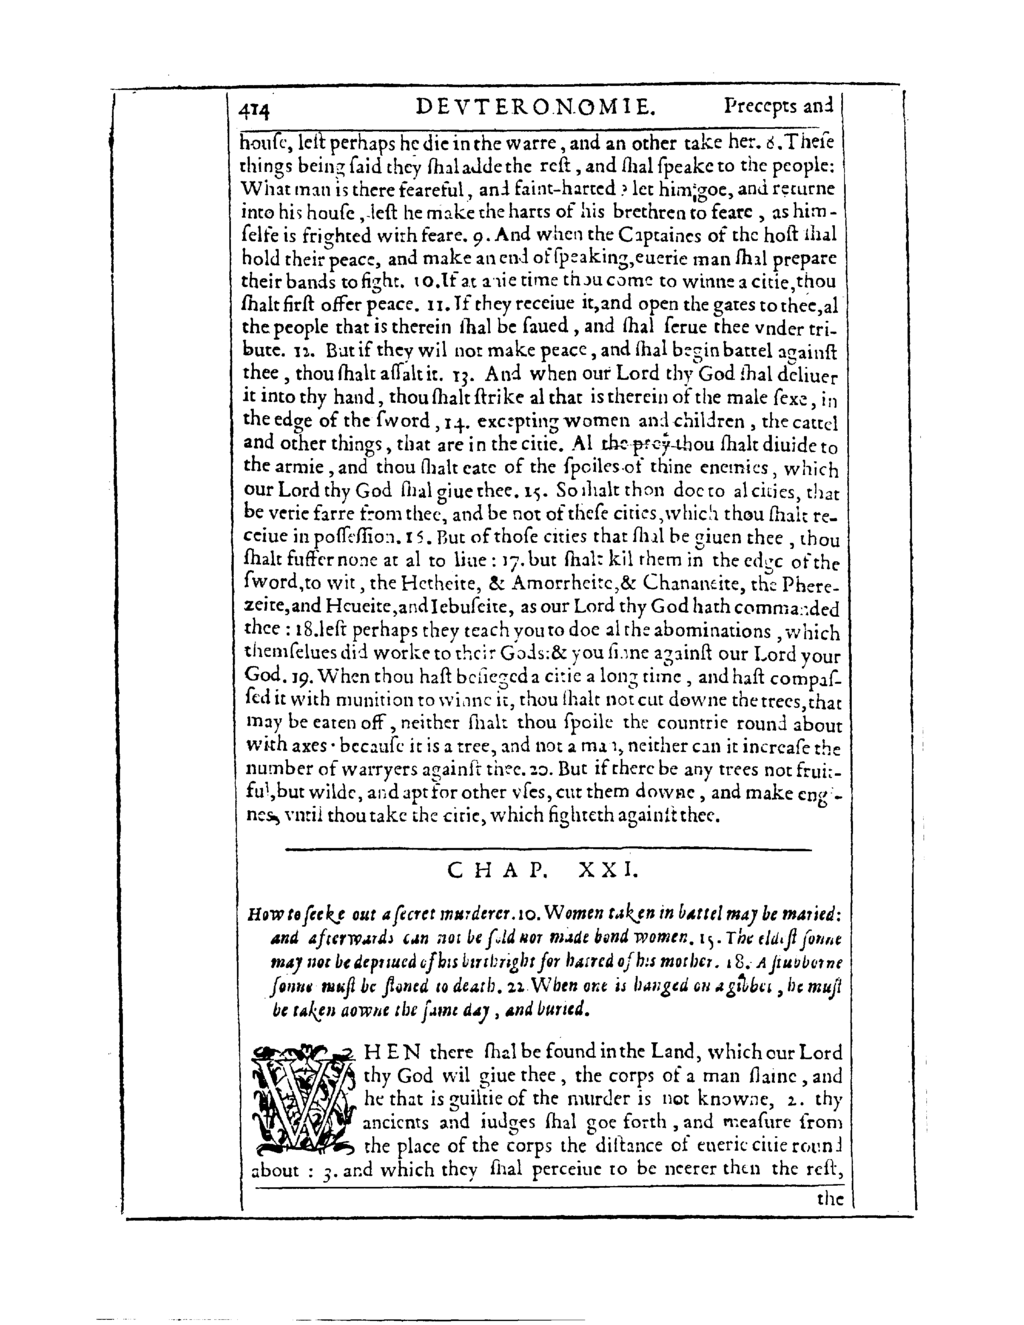 414 DEVTERONOMIE. Precepts and
house, lest perhaps he die in the warre, and an other take her. 8. These
things being said they shal adde the rest, and shal speake to the people:
What man is there feareful, and faint-harted? let him goe, and returne
into his house, lest he make the harts of his brethren to feare, as him-
selfe is frighted with feare. 9. And when the Captaines of the host shal
hold their peace, and make an end of speaking, euerie man shal prepare
their bands to fight. 10. If at anie time thou come to winne a citie, thou
shalt first offer peace. 11. If they receiue it, and open the gates to thee, al
the people that is therein shal be saued, and shal serue thee vnder tri-
bute. 12. But if they wil not make peace, and shal begin battel against
thee, thou shalt assalt it. 13. And when our Lord thy God shal deliuer
it into thy hand, thou shalt strike al that is therein of the male sexe, in
the edge of the sword, 14. excepting women and children, the cattel
and other things, that are in the citie. Al the prey thou shalt diuide to
the armie, and thou shalt eate of the spoiles of thine enemies, which
our Lord thy God shal giue thee. 15. So shalt thou doe to al cities, that
be verie farre from thee, and be not of these cities, which thou shalt re-
ceiue in possession. 15. But of those cities that shal be giuen thee, thou
shalt suffer none at al to liue: 17. but shalt kil them in the edge of the
sword, to wit, the Hetheite, & Amorrheite, & Chananeite, the Phere-
zeite, and Heueite, and Iebuseite, as our Lord thy God hath commanded
thee: 18. lest perhaps they teach you to doe al the abominations, which
themselues did worke to their Gods: & you sinne against our Lord your
God. 19. When thou hast besieged a citie a long time, and hast compas-
sed it with munition to winne it, thou shalt not cut downe the trees, that
may be eaten off, neither shalt thou spoile the countrie round about
with axes: because it is a tree, and not a man, neither can it increase the
number of warryers against thee. 20. But if there be any trees not fruit-
ful, but wilde, and apt for other vses, cut them downe, and make eng-
nes, vntil thou take the citie, which fighteth against thee.
CHAP. XXI.
How to seeke out a secret murderer. 10. Women taken in battel may be maried:
and afterwards can not be sold nor made bond women. 15. The eldest sonne
may not be depriued of his birthright for hatred of his mother. 18. A stubborne
sonne must be stoned to death. 22. When one is hanged on a gibbet, he must
be taken downe the same day, and buried.
WHEN there shal be found in the Land, which our Lord
thy God wil giue thee, the corps of a man slaine, and
he that is guiltie of the murder is not knowne, 2. thy
ancients and iudges shal goe forth, and measure from
the place of the corps the distance of euerie citie round
about: 3. and which they shal perceiue to be neerer then the rest,
the